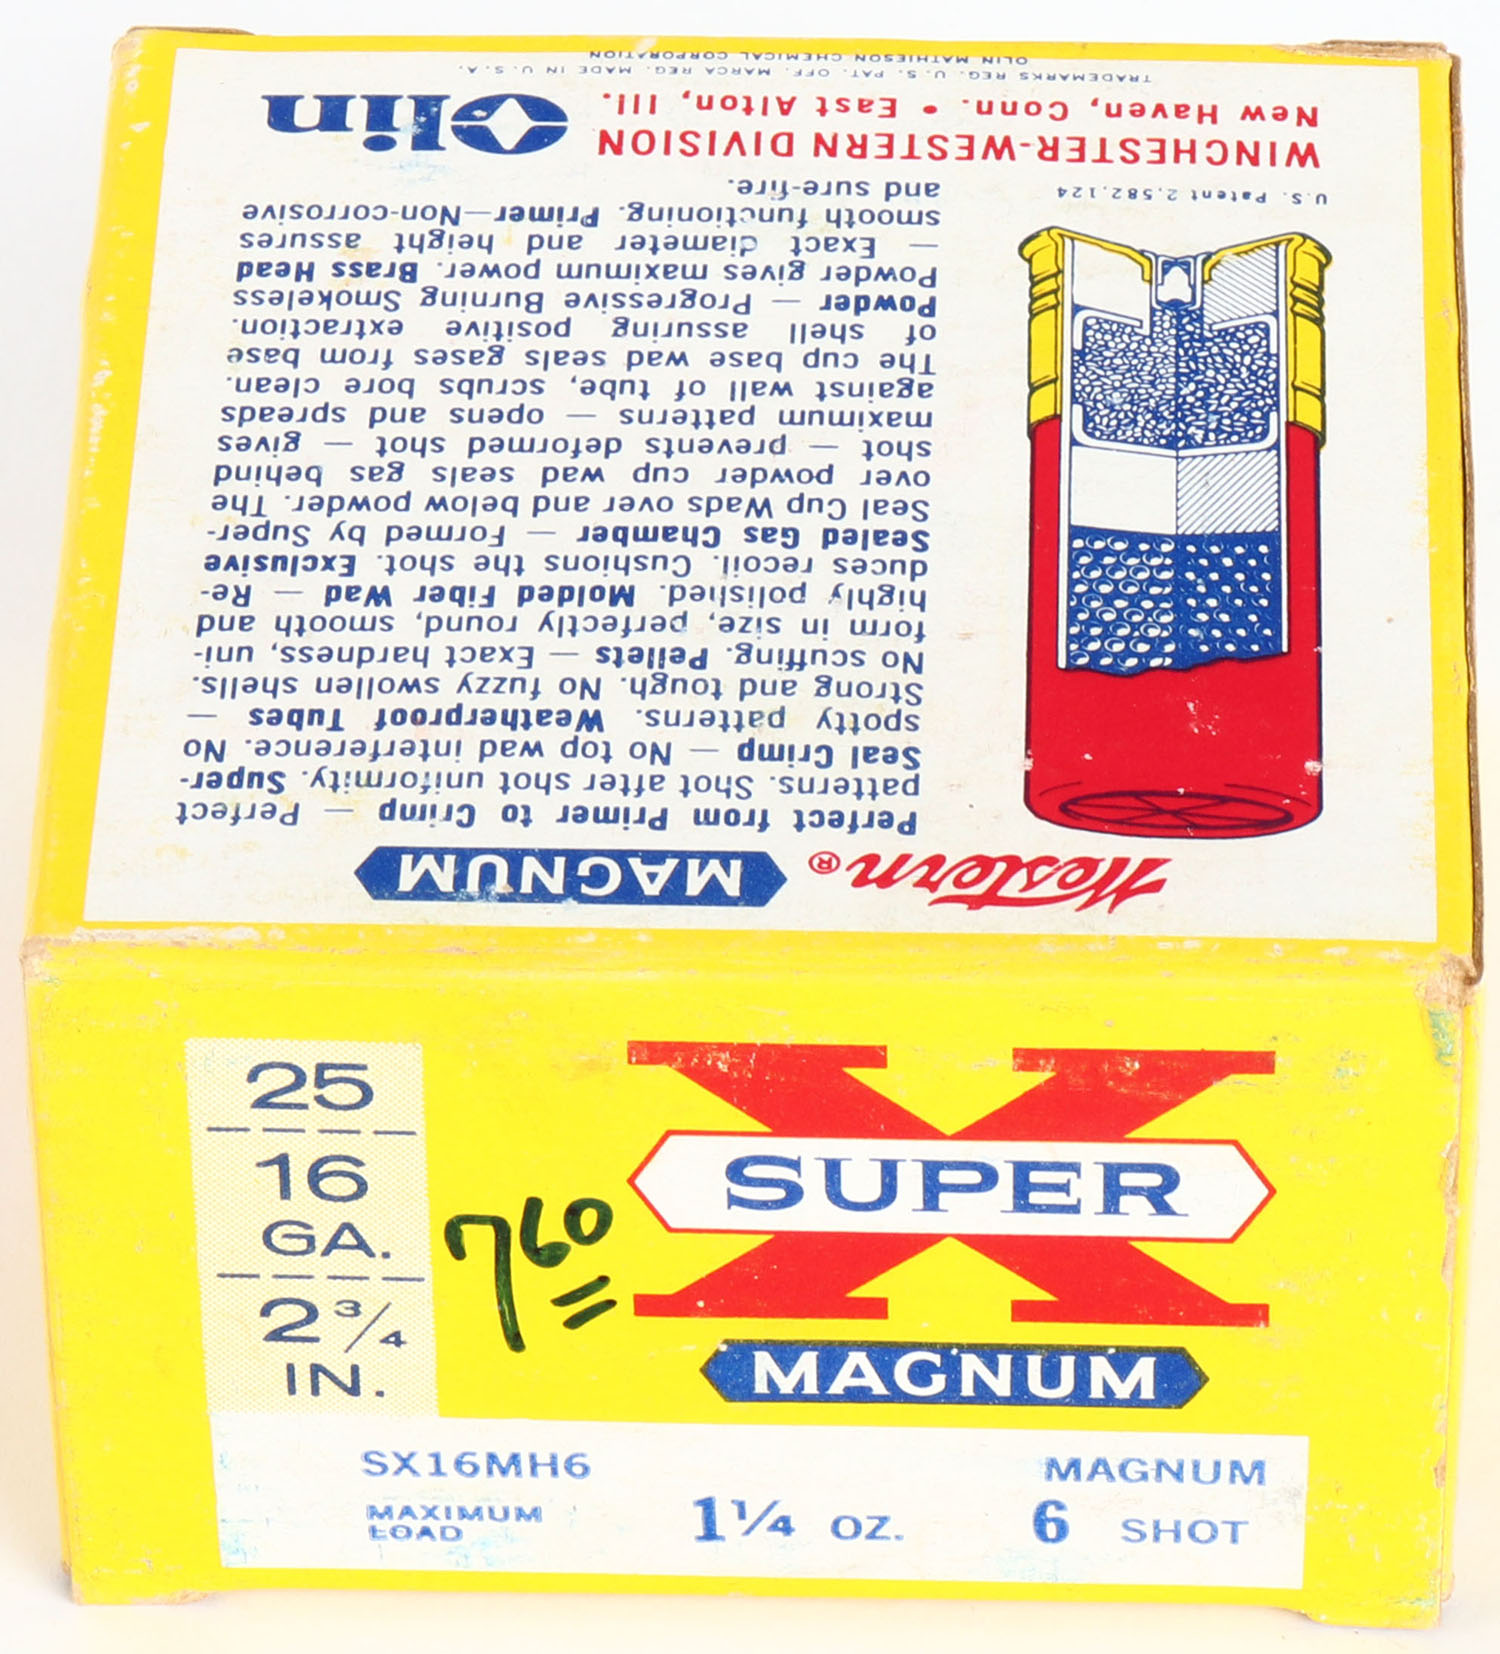 Western ® MAGNUM
Perfect from Primer to Crimp — Perfect
patterns. Shot after shot uniformity. Super-
Seal Crimp — No top wad interference. No
spotty patterns. Weatherproof Tubes —
Strong and tough. No fuzzy swollen shells.
No scuffing. Pellets — Exact hardness, uni-
form in size, perfectly round, smooth and
highly polished. Molded Fiber Wad — Re-
duces recoil. Cushions the shot. Exclusive
Sealed Gas Chamber — Formed by Super-
Seal Cup Wads over and below powder. The
over powder cup wad seals gas behind
shot — prevents deformed shot — gives
maximum patterns — opens and spreads
against wall of tube, scrubs bore clean.
The cup base wad seals gases from base
of shell assuring positive extraction.
Powder — Progressive Burning Smokeless
Powder gives maximum power. Brass Head
— Exact diameter and height assures
smooth functioning. Primer—Non-corrosive
and sure-fire.
U.S. Patent 2,582,124
WINCHESTER-WESTERN DIVISION
New Haven, Conn. • East Alton, Ill.
Olin
TRADEMARKS REG. U. S. PAT. OFF. MARCA REG. MADE IN U.S.A.
OLIN MATHIESON CHEMICAL CORPORATION
25
16
GA.
2 3/4
IN.
760
X
SUPER
MAGNUM
SX16MH6
MAXIMUM
LOAD
1 1/4 OZ.
MAGNUM
6 SHOT